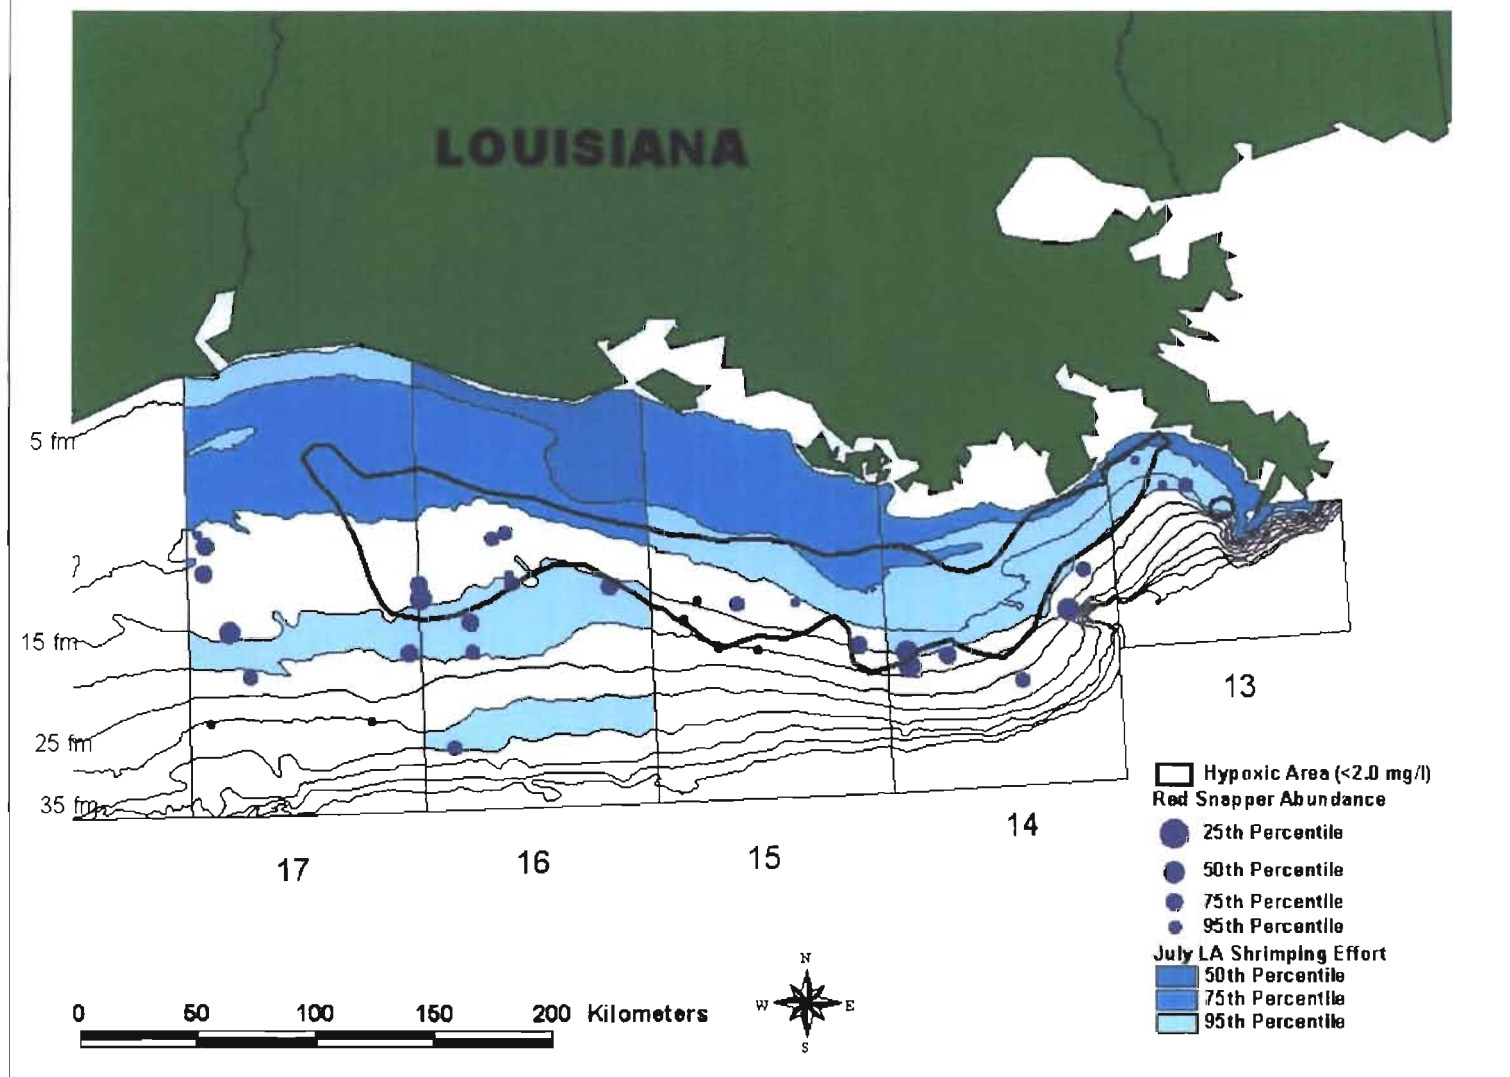 LOUISIANA
5 fm
?
15 fm
25 fm
35 fm
13
14
15
16
17
Hypoxic Area (<2.0 mg/l)
Red Snapper Abundance
25th Percentile
50th Percentile
75th Percentile
95th Percentile
July LA Shrimping Effort
50th Percentile
75th Percentile
95th Percentile
N
W E
S
0 50 100 150 200 Kilometers